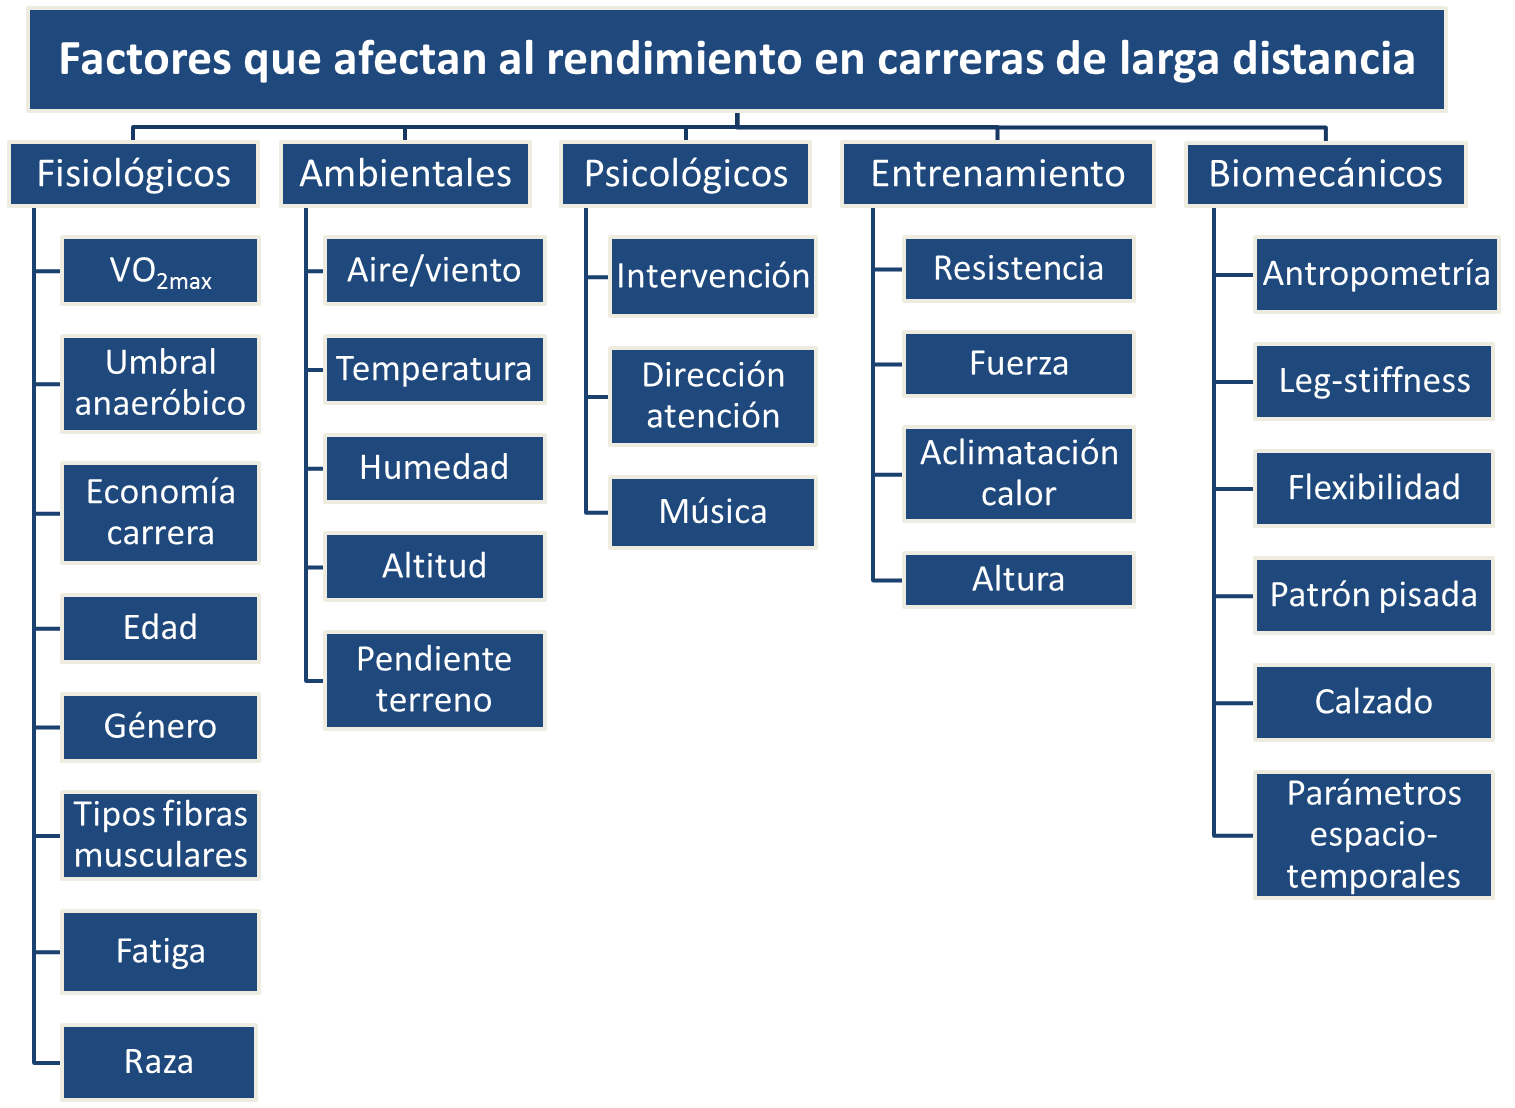 Factores que afectan al rendimiento en carreras de larga distancia
Fisiológicos
VO2max
Umbral
anaeróbico
Economía
carrera
Edad
Género
Tipos fibras
musculares
Fatiga
Raza
Ambientales
Aire/viento
Temperatura
Humedad
Altitud
Pendiente
terreno
Psicológicos
Intervención
Dirección
atención
Música
Entrenamiento
Resistencia
Fuerza
Aclimatación
calor
Altura
Biomecánicos
Antropometría
Leg-stiffness
Flexibilidad
Patrón pisada
Calzado
Parámetros
espacio-
temporales